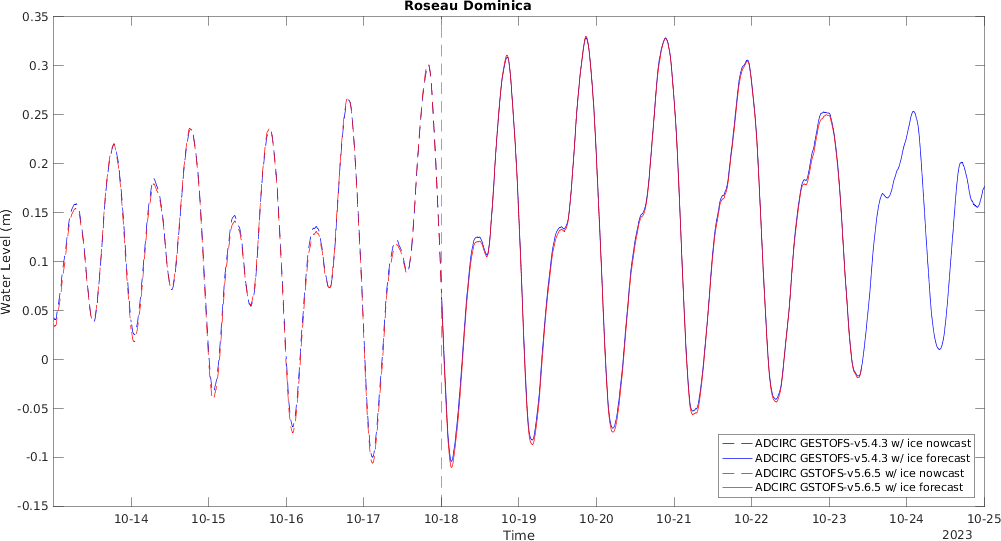 Roseau Dominica
0.35
0.3
0.25
0.2
0.15
0.1
0.05
0
-0.05
-0.1
-0.15
Water Level (m)
ADCIRC GESTOFS-v5.4.3 w/ ice nowcast
ADCIRC GESTOFS-v5.4.3 w/ ice forecast
ADCIRC GSTOFS-v5.6.5 w/ ice nowcast
ADCIRC GSTOFS-v5.6.5 w/ ice forecast
10-14 10-15 10-16 10-17 10-18 10-19 10-20 10-21 10-22 10-23 10-24 10-25
Time
2023